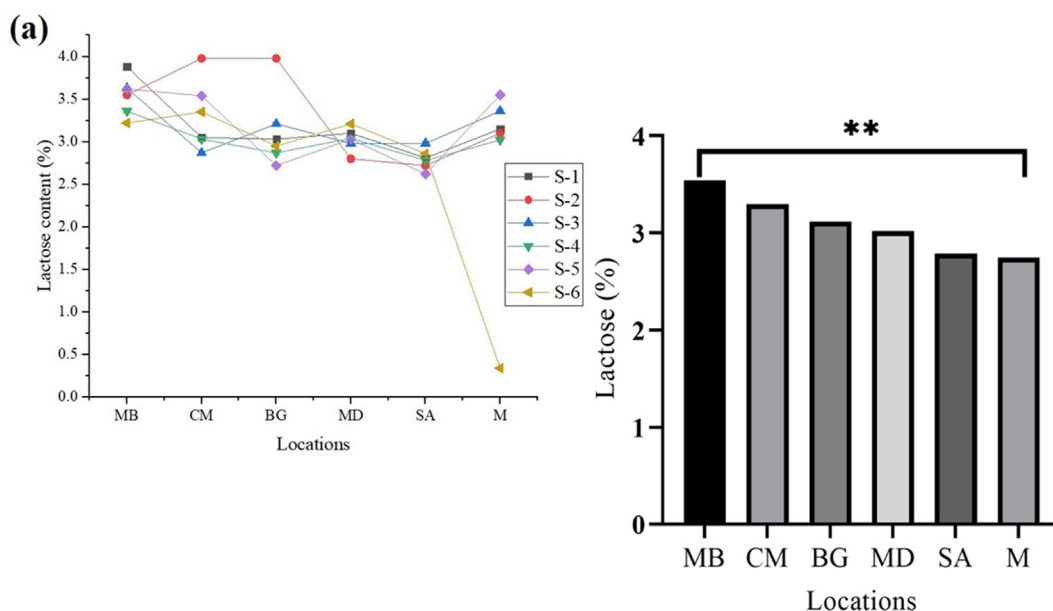 (a)
4.0
3.5
3.0
2.5
2.0
1.5
1.0
0.5
0.0
Lactose content (%)
MB CM BG MD SA M
Locations
S-1
S-2
S-3
S-4
S-5
S-6
**
4
3
2
1
0
Lactose (%)
MB CM BG MD SA M
Locations